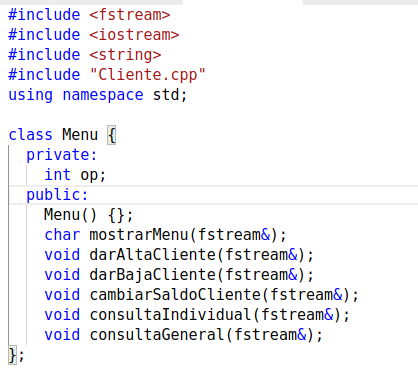 #include <fstream>
#include <iostream>
#include <string>
#include "Cliente.cpp"
using namespace std;
class Menu {
private:
int op;
public:
Menu() {};
char mostrarMenu(fstream&);
void darAltaCliente(fstream&);
void darBajaCliente(fstream&);
void cambiarSaldoCliente(fstream&);
void consultaIndividual(fstream&);
void consultaGeneral(fstream&);
};